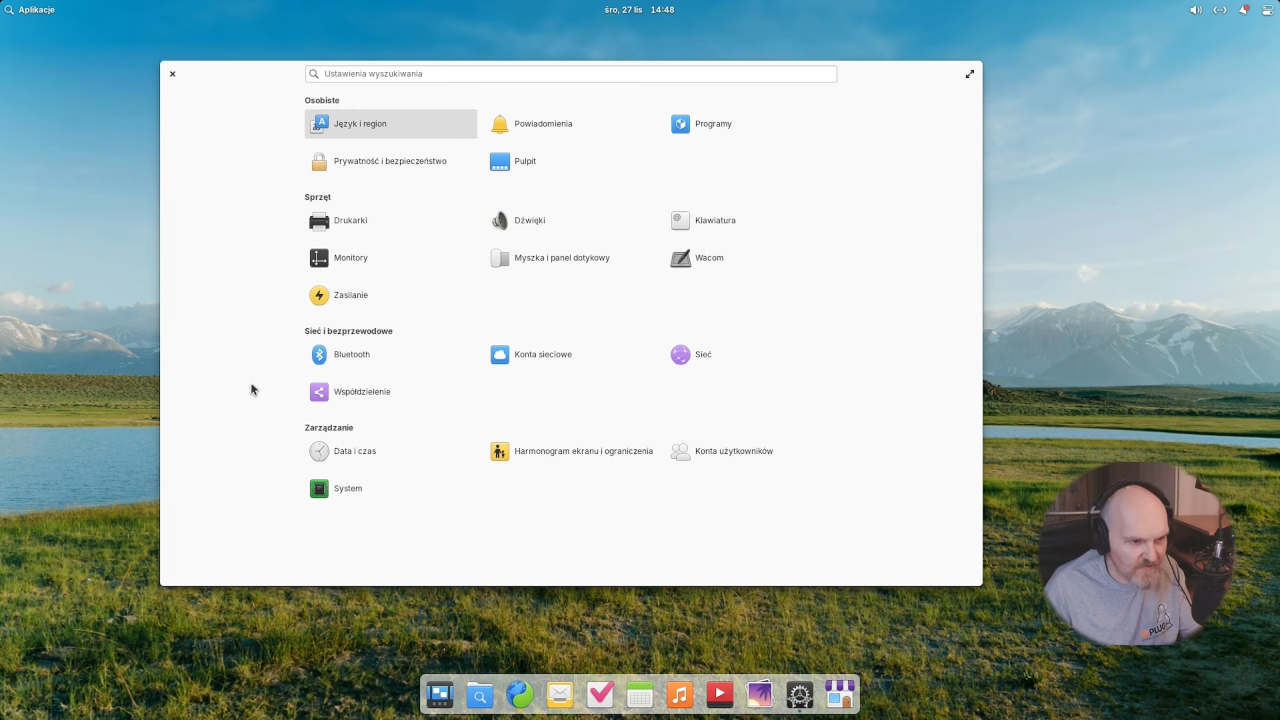 Aplikacje
śro, 27 lis 14:48
Ustawienia wyszukiwania
Osobiste
Język i region
Powiadomienia
Programy
Prywatność i bezpieczeństwo
Pulpit
Sprzęt
Drukarki
Dźwięki
Klawiatura
Monitory
Myszka i panel dotykowy
Wacom
Zasilanie
Sieć i bezprzewodowe
Bluetooth
Konta sieciowe
Sieć
Współdzielenie
Zarządzanie
Data i czas
Harmonogram ekranu i ograniczenia
Konta użytkowników
System